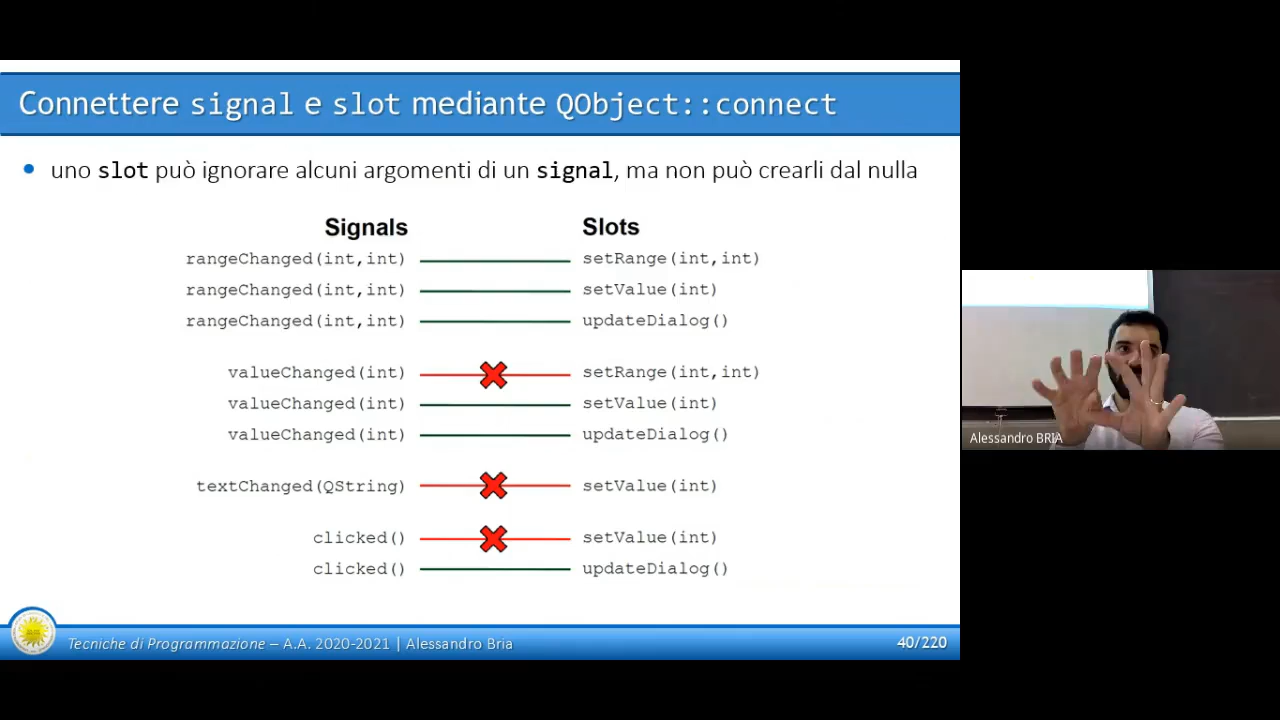 Connettere signal e slot mediante QObject::connect
uno slot può ignorare alcuni argomenti di un signal, ma non può crearli dal nulla
Signals Slots
rangeChanged(int,int) setRange(int,int)
rangeChanged(int,int) setValue(int)
rangeChanged(int,int) updateDialog()
valueChanged(int) setRange(int,int)
valueChanged(int) setValue(int)
valueChanged(int) updateDialog()
textChanged(QString) setValue(int)
clicked() setValue(int)
clicked() updateDialog()
Alessandro BRIA
Tecniche di Programmazione – A.A. 2020-2021 | Alessandro Bria
40/220